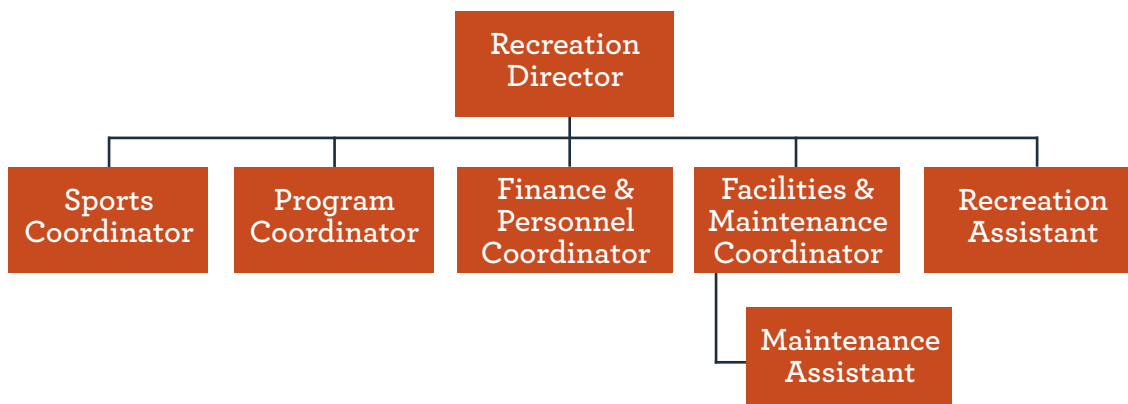 Recreation
Director
Sports
Coordinator
Program
Coordinator
Finance &
Personnel
Coordinator
Facilities &
Maintenance
Coordinator
Recreation
Assistant
Maintenance
Assistant